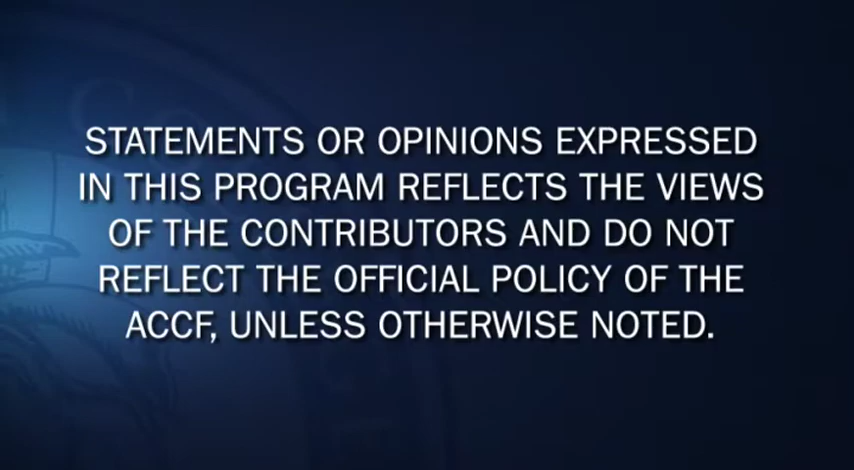 STATEMENTS OR OPINIONS EXPRESSED
IN THIS PROGRAM REFLECTS THE VIEWS
OF THE CONTRIBUTORS AND DO NOT
REFLECT THE OFFICIAL POLICY OF THE
ACCF, UNLESS OTHERWISE NOTED.